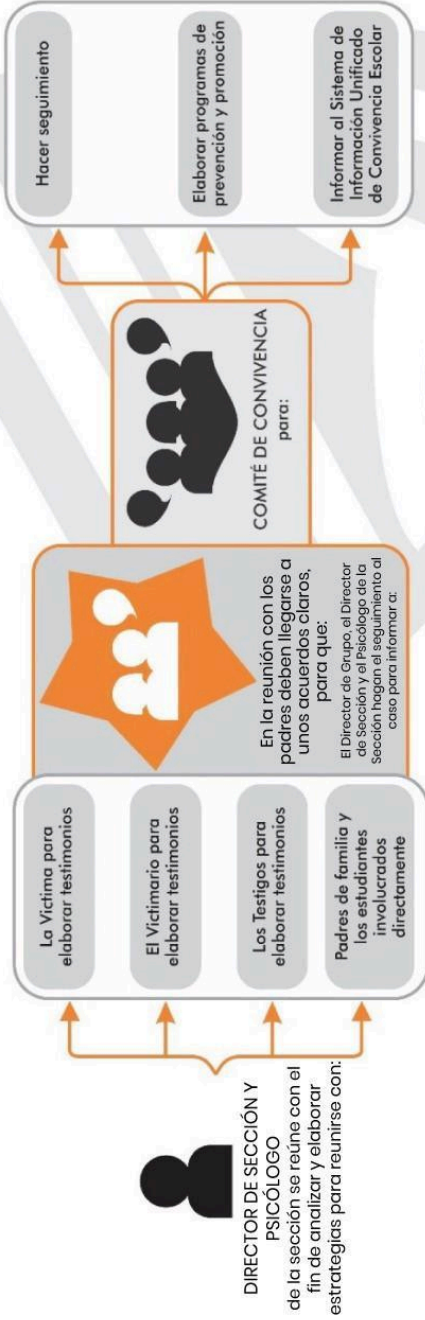 DIRECTOR DE SECCIÓN Y
PSICÓLOGO
de la sección se reúne con el
fin de analizar y elaborar
estrategias para reunirse con:
La Victima para
elaborar testimonios
El Victimario para
elaborar testimonios
Los Testigos para
elaborar testimonios
Padres de familia y
los estudiantes
involucrados
directamente
En la reunión con los
padres deben llegarse a
unos acuerdos claros,
para que:
El Director de Grupo, el Director
de Sección y el Psicólogo de la
Sección hagan el seguimiento al
caso para informar a:
COMITÉ DE CONVIVENCIA
para:
Hacer seguimiento
Elaborar programas de
prevención y promoción
Informar al Sistema de
Información Unificado
de Convivencia Escolar